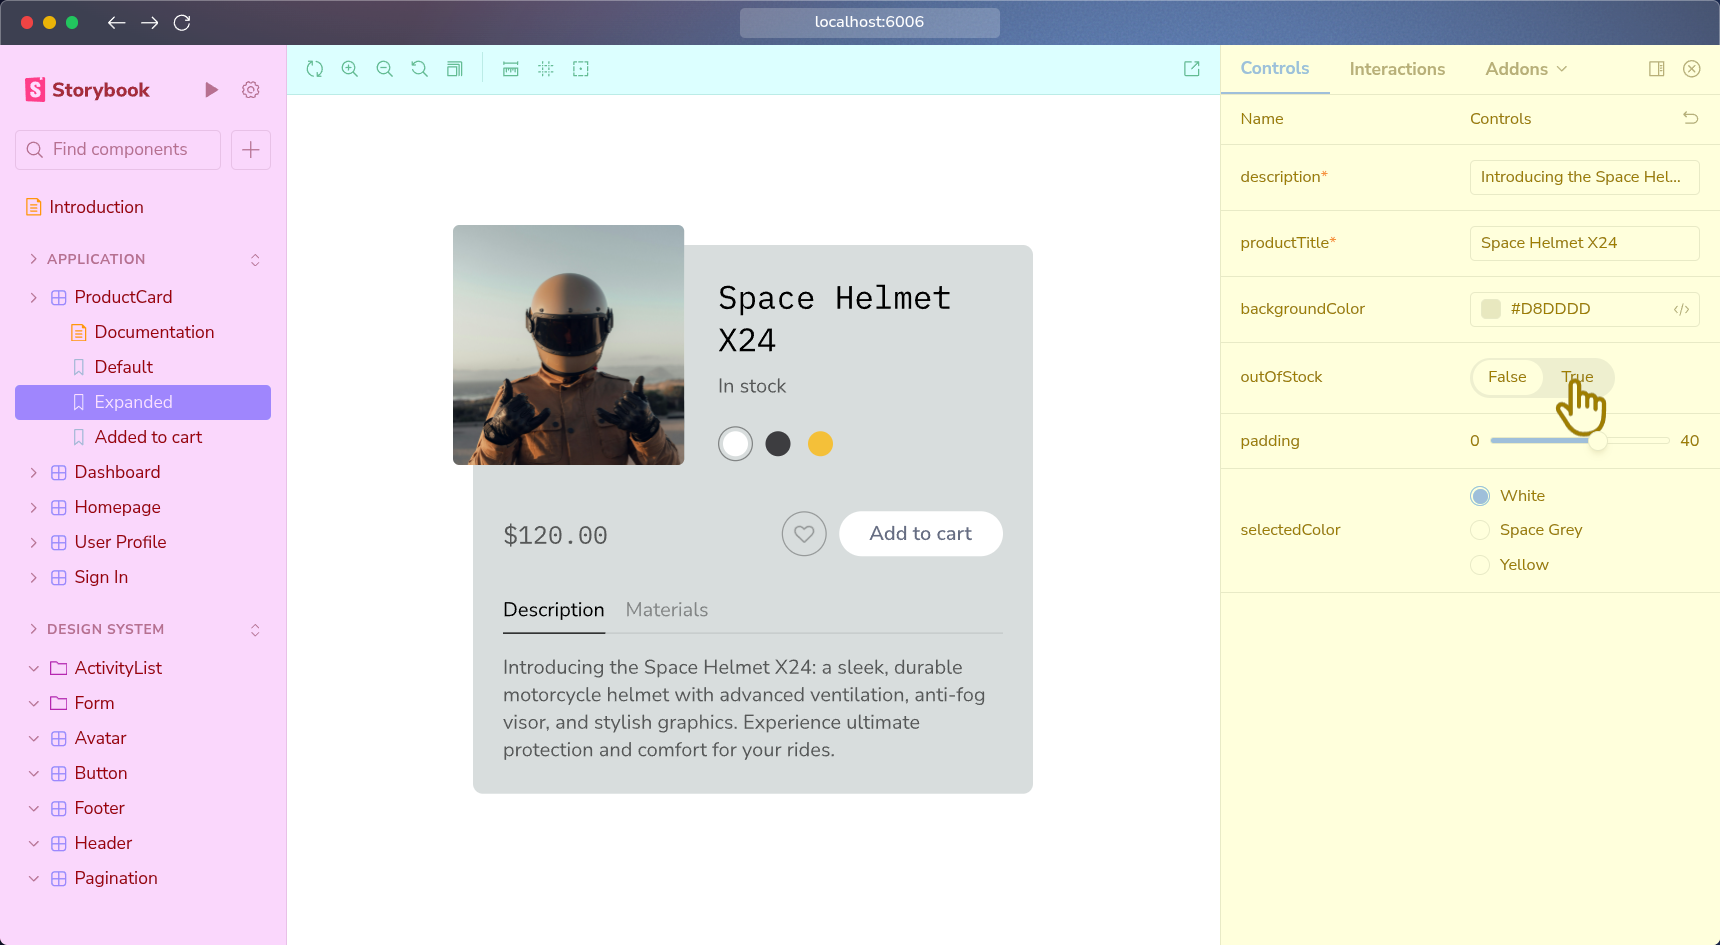 localhost:6006
Storybook
Find components
Introduction
APPLICATION
ProductCard
Documentation
Default
Expanded
Added to cart
Dashboard
Homepage
User Profile
Sign In
DESIGN SYSTEM
ActivityList
Form
Avatar
Button
Footer
Header
Pagination
Space Helmet
X24
In stock
$120.00
Add to cart
Description Materials
Introducing the Space Helmet X24: a sleek, durable
motorcycle helmet with advanced ventilation, anti-fog
visor, and stylish graphics. Experience ultimate
protection and comfort for your rides.
Controls Interactions Addons
Name Controls
description* Introducing the Space Hel...
productTitle* Space Helmet X24
backgroundColor #D8DDDD
outOfStock False True
padding 0 40
selectedColor
White
Space Grey
Yellow